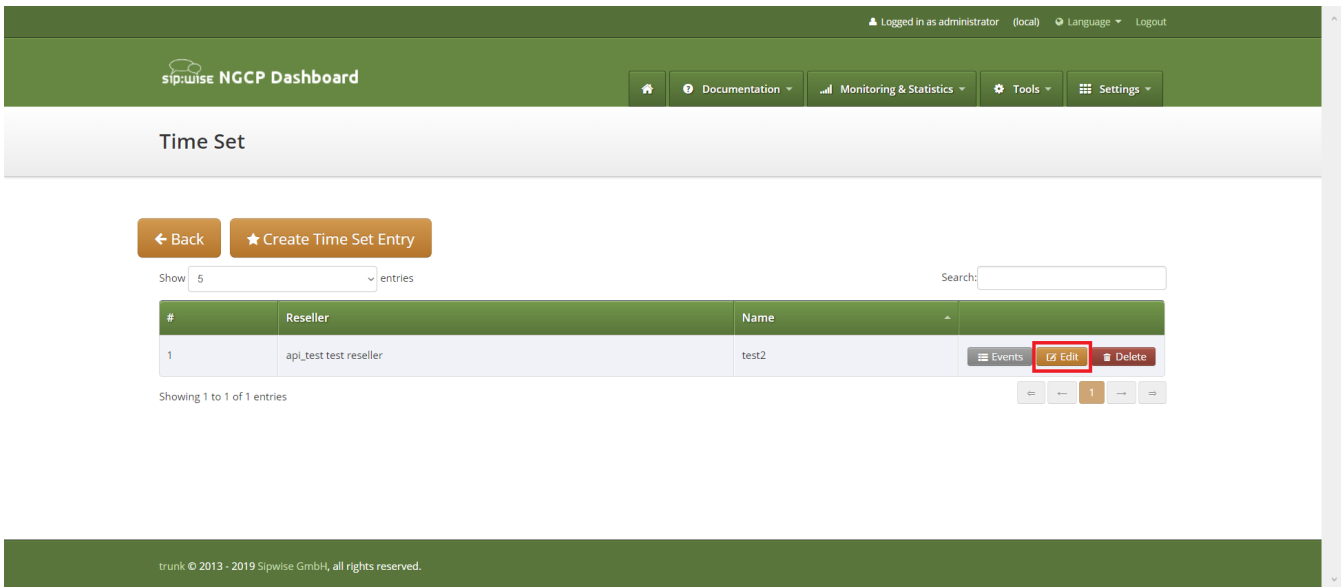 Logged in as administrator (local) Language Logout
sip:wise NGCP Dashboard
Documentation Monitoring & Statistics Tools Settings
Time Set
Back Create Time Set Entry
Show 5 entries Search:
# Reseller Name
1 api_test test reseller test2 Events Edit Delete
Showing 1 to 1 of 1 entries ⇐ ← 1 → ⇒
trunk © 2013 - 2019 Sipwise GmbH, all rights reserved.